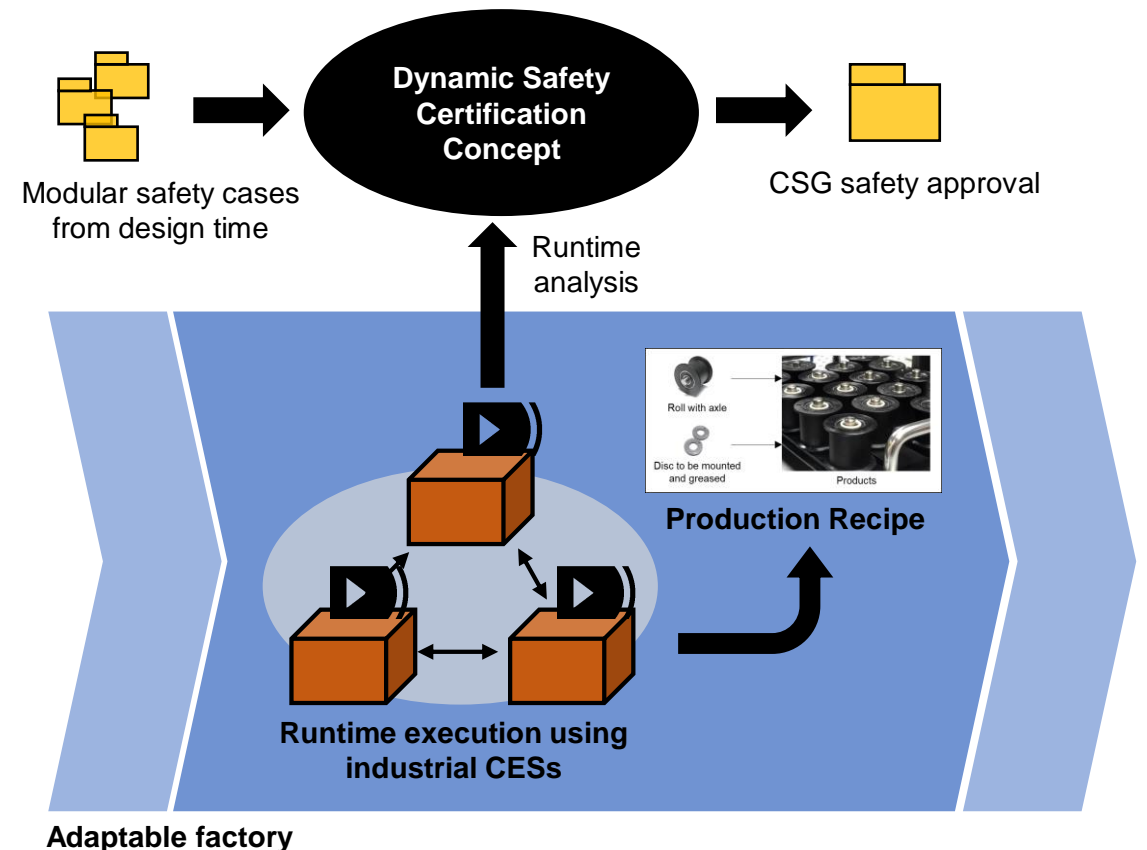 Dynamic Safety
Certification
Concept
Modular safety cases
from design time
CSG safety approval
Runtime
analysis
Roll with axle
Disc to be mounted
and greased
Products
Production Recipe
Runtime execution using
industrial CESs
Adaptable factory